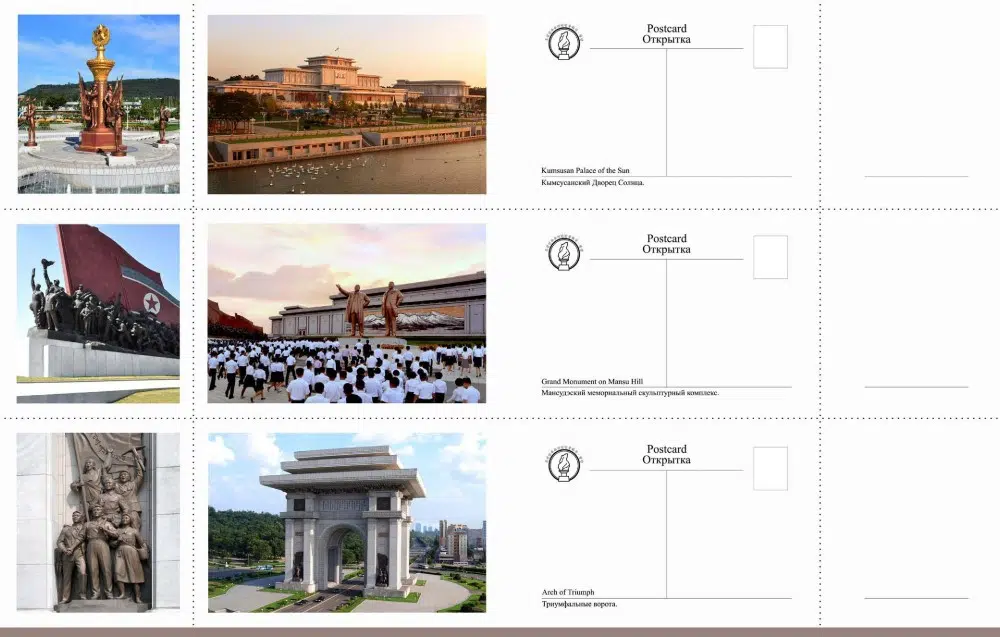 Postcard
Открытка
Kumsusan Palace of the Sun
Кымсусанский Дворец Солнца.
Postcard
Открытка
Grand Monument on Mansu Hill
Мансудэский мемориальный скульптурный комплекс.
Postcard
Открытка
Arch of Triumph
Триумфальные ворота.